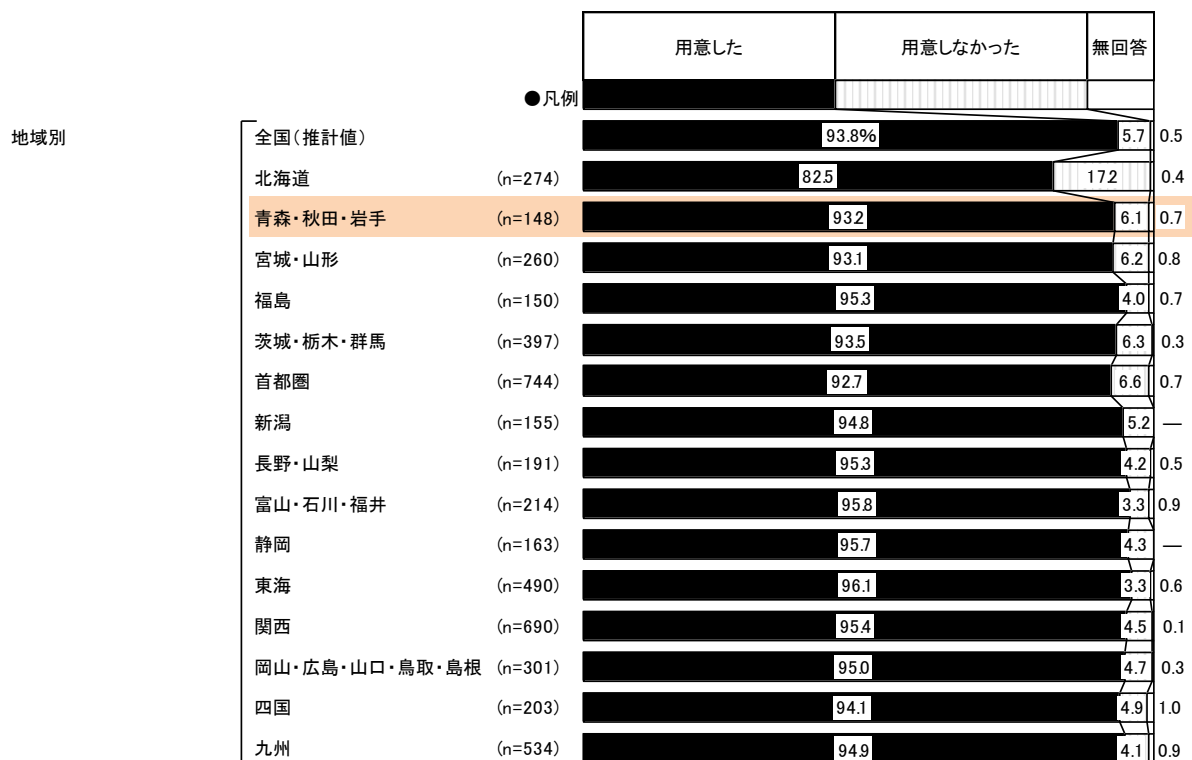 用意した 用意しなかった 無回答
●凡例
地域別 全国(推計値) 93.8% 5.7 0.5
北海道 (n=274) 82.5 17.2 0.4
青森・秋田・岩手 (n=148) 93.2 6.1 0.7
宮城・山形 (n=260) 93.1 6.2 0.8
福島 (n=150) 95.3 4.0 0.7
茨城・栃木・群馬 (n=397) 93.5 6.3 0.3
首都圏 (n=744) 92.7 6.6 0.7
新潟 (n=155) 94.8 5.2 —
長野・山梨 (n=191) 95.3 4.2 0.5
富山・石川・福井 (n=214) 95.8 3.3 0.9
静岡 (n=163) 95.7 4.3 —
東海 (n=490) 96.1 3.3 0.6
関西 (n=690) 95.4 4.5 0.1
岡山・広島・山口・鳥取・島根 (n=301) 95.0 4.7 0.3
四国 (n=203) 94.1 4.9 1.0
九州 (n=534) 94.9 4.1 0.9